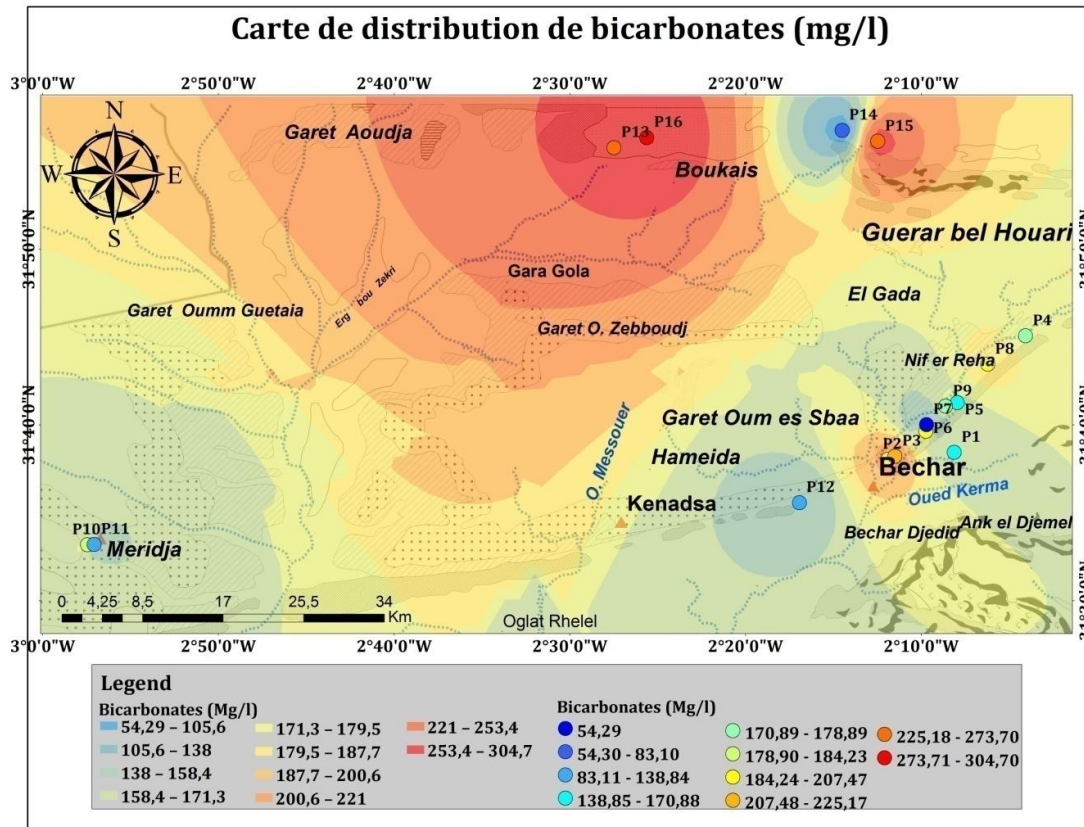 Carte de distribution de bicarbonates (mg/l)
3°0'0"W 2°50'0"W 2°40'0"W 2°30'0"W 2°20'0"W 2°10'0"W
N
W E
S
Garet Aoudja
P13 P16
P14
P15
Boukais
Guerar bel Houari
31°50'0"N
Gara Gola
El Gada
Garet Oumm Guetaia
Erg bou Zekri
Garet O. Zebboudj
P4
Nif er Reha
P8
P9
P7 P5
P6
31°40'0"N
Garet Oum es Sbaa
P2 P3
P1
Hameida
Bechar
O. Messouer
Oued Kerma
P12
Kenadsa
P10 P11
Meridja
Bechar Djedid
Ank el Djemel
0 4,25 8,5 17 25,5 34
Km
Oglat Rhelel
3°0'0"W 2°50'0"W 2°40'0"W 2°30'0"W 2°20'0"W 2°10'0"W
Legend
Bicarbonates (Mg/l)
54,29 – 105,6
105,6 – 138
138 – 158,4
158,4 – 171,3
171,3 – 179,5
179,5 – 187,7
187,7 – 200,6
200,6 – 221
221 – 253,4
253,4 – 304,7
Bicarbonates (Mg/l)
54,29
54,30 - 83,10
83,11 - 138,84
138,85 - 170,88
170,89 - 178,89
178,90 - 184,23
184,24 - 207,47
207,48 - 225,17
225,18 - 273,70
273,71 - 304,70